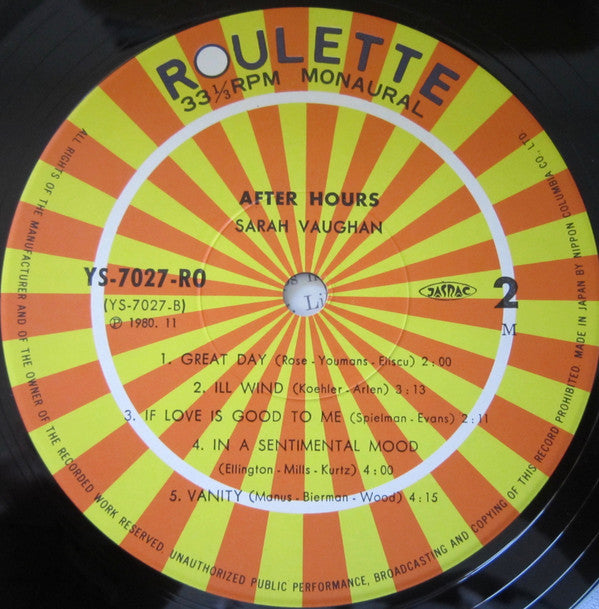 ROULETTE
33 1/3 RPM MONAURAL
AFTER HOURS
SARAH VAUGHAN
YS-7027-RO
(YS-7027-B)
Ⓟ 1980. 11
JASRAC
2
M
1. GREAT DAY (Rose - Youmans - Eliscu) 2 : 00
2. ILL WIND (Koehler - Arlen) 3 : 13
3. IF LOVE IS GOOD TO ME (Spielman - Evans) 2 : 11
4. IN A SENTIMENTAL MOOD
(Ellington - Mills - Kurtz) 4 : 00
5. VANITY (Manus - Bierman - Wood) 4 : 15
ALL RIGHTS OF THE MANUFACTURER AND OF THE OWNER OF THE RECORDED WORK RESERVED. UNAUTHORIZED PUBLIC PERFORMANCE, BROADCASTING AND COPYING OF THIS RECORD PROHIBITED. MADE IN JAPAN BY NIPPON COLUMBIA CO., LTD.